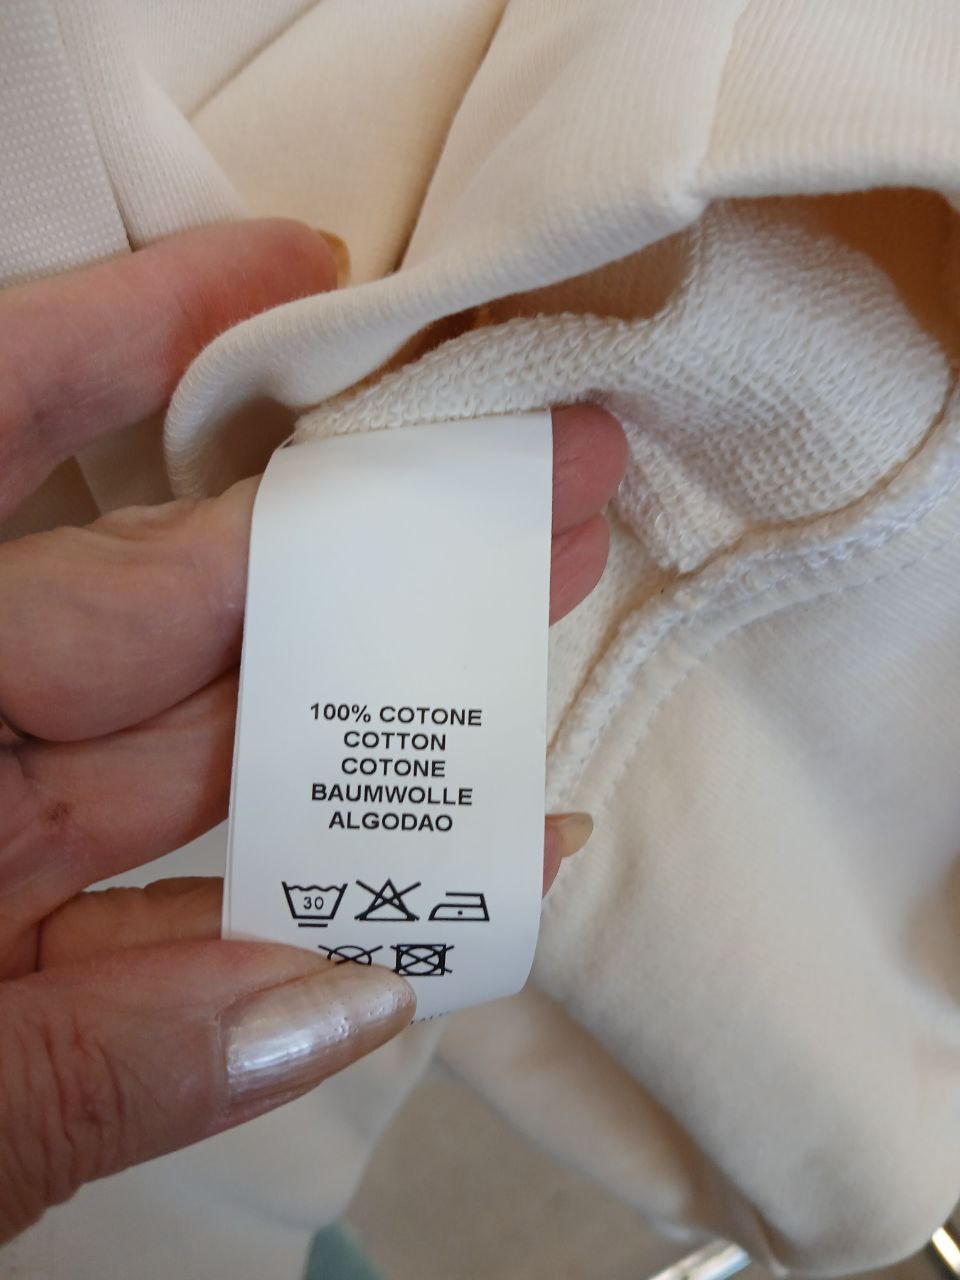 100% COTONE
COTTON
COTONE
BAUMWOLLE
ALGODAO
30